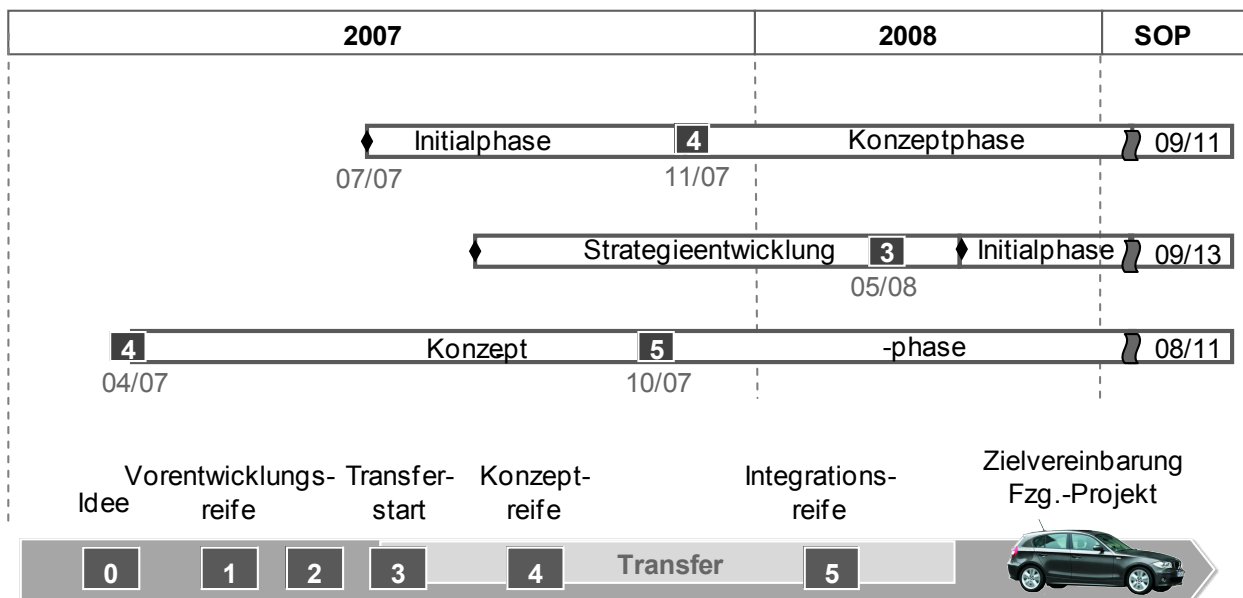 2007 2008 SOP
Initialphase 4 Konzeptphase 09/11
07/07 11/07
Strategieentwicklung 3 Initialphase 09/13
05/08
4 Konzept 5 -phase 08/11
04/07 10/07
Idee
Vorentwicklungs-
reife
Transfer-
start
Konzept-
reife
Integrations-
reife
Zielvereinbarung
Fzg.-Projekt
0 1 2 3 4 Transfer 5